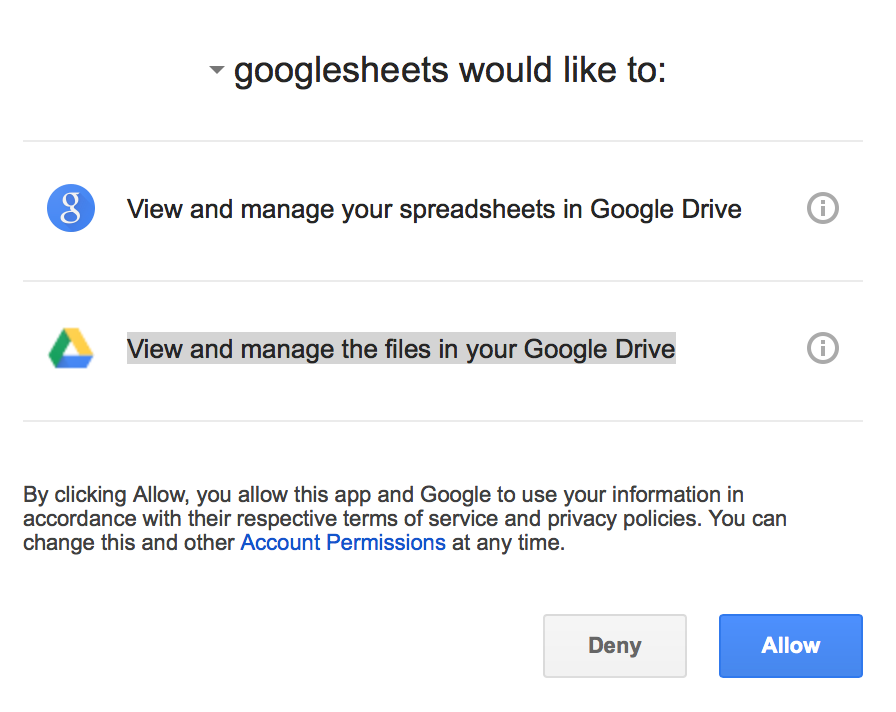 googlesheets would like to:
View and manage your spreadsheets in Google Drive
View and manage the files in your Google Drive
By clicking Allow, you allow this app and Google to use your information in
accordance with their respective terms of service and privacy policies. You can
change this and other Account Permissions at any time.
Deny
Allow